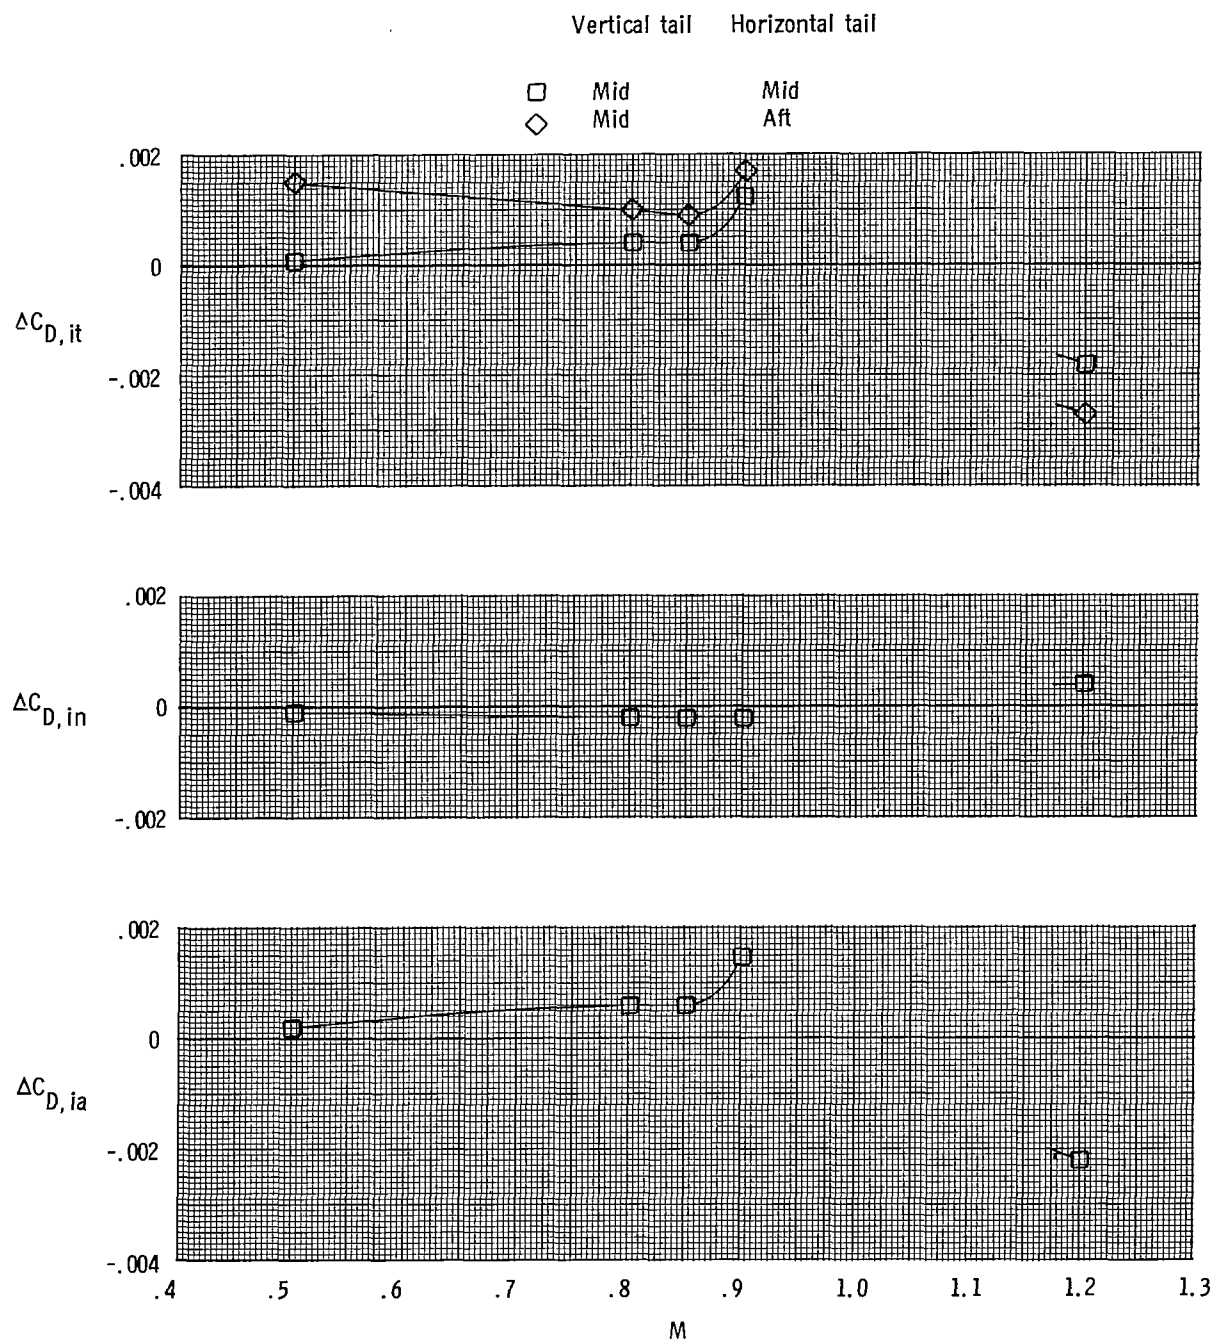 Vertical tail Horizontal tail
Mid Mid
Mid Aft
.002
0
ΔC_D,it
-.002
-.004
.002
ΔC_D,in
0
-.002
.002
0
ΔC_D,ia
-.002
-.004
.4 .5 .6 .7 .8 .9 1.0 1.1 1.2 1.3
M